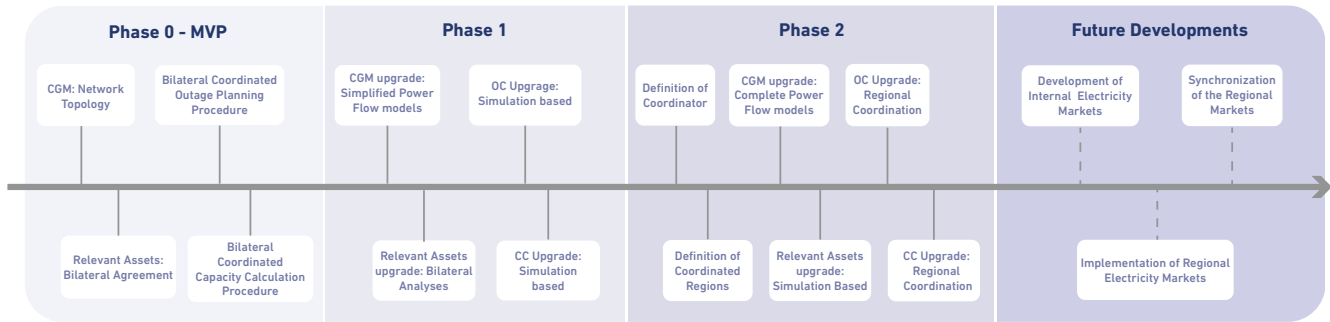 Phase 0 - MVP
CGM: Network
Topology
Bilateral Coordinated
Outage Planning
Procedure
Relevant Assets:
Bilateral Agreement
Bilateral
Coordinated
Capacity Calculation
Procedure
Phase 1
CGM upgrade:
Simplified Power
Flow models
OC Upgrage:
Simulation based
Relevant Assets
upgrade: Bilateral
Analyses
CC Upgrade:
Simulation
based
Phase 2
Definition of
Coordinator
CGM upgrade:
Complete Power
Flow models
OC Upgrade:
Regional
Coordination
Definition of
Coordinated
Regions
Relevant Assets
upgrade:
Simulation Based
CC Upgrade:
Regional
Coordination
Future Developments
Development of
Internal Electricity
Markets
Synchronization
of the Regional
Markets
Implementation of Regional
Electricity Markets